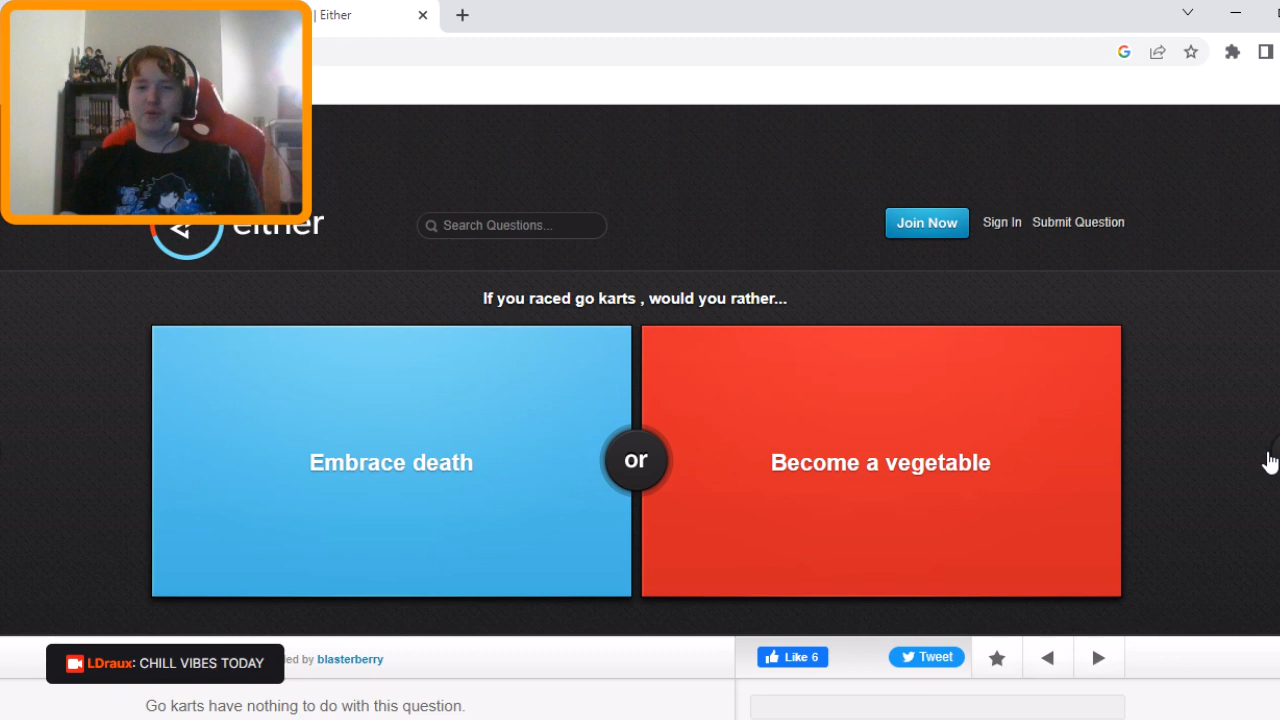 | Either
either
Search Questions...
Join Now
Sign In
Submit Question
If you raced go karts , would you rather...
Embrace death
or
Become a vegetable
LDraux: CHILL VIBES TODAY
by blasterberry
Like 6
Tweet
Go karts have nothing to do with this question.